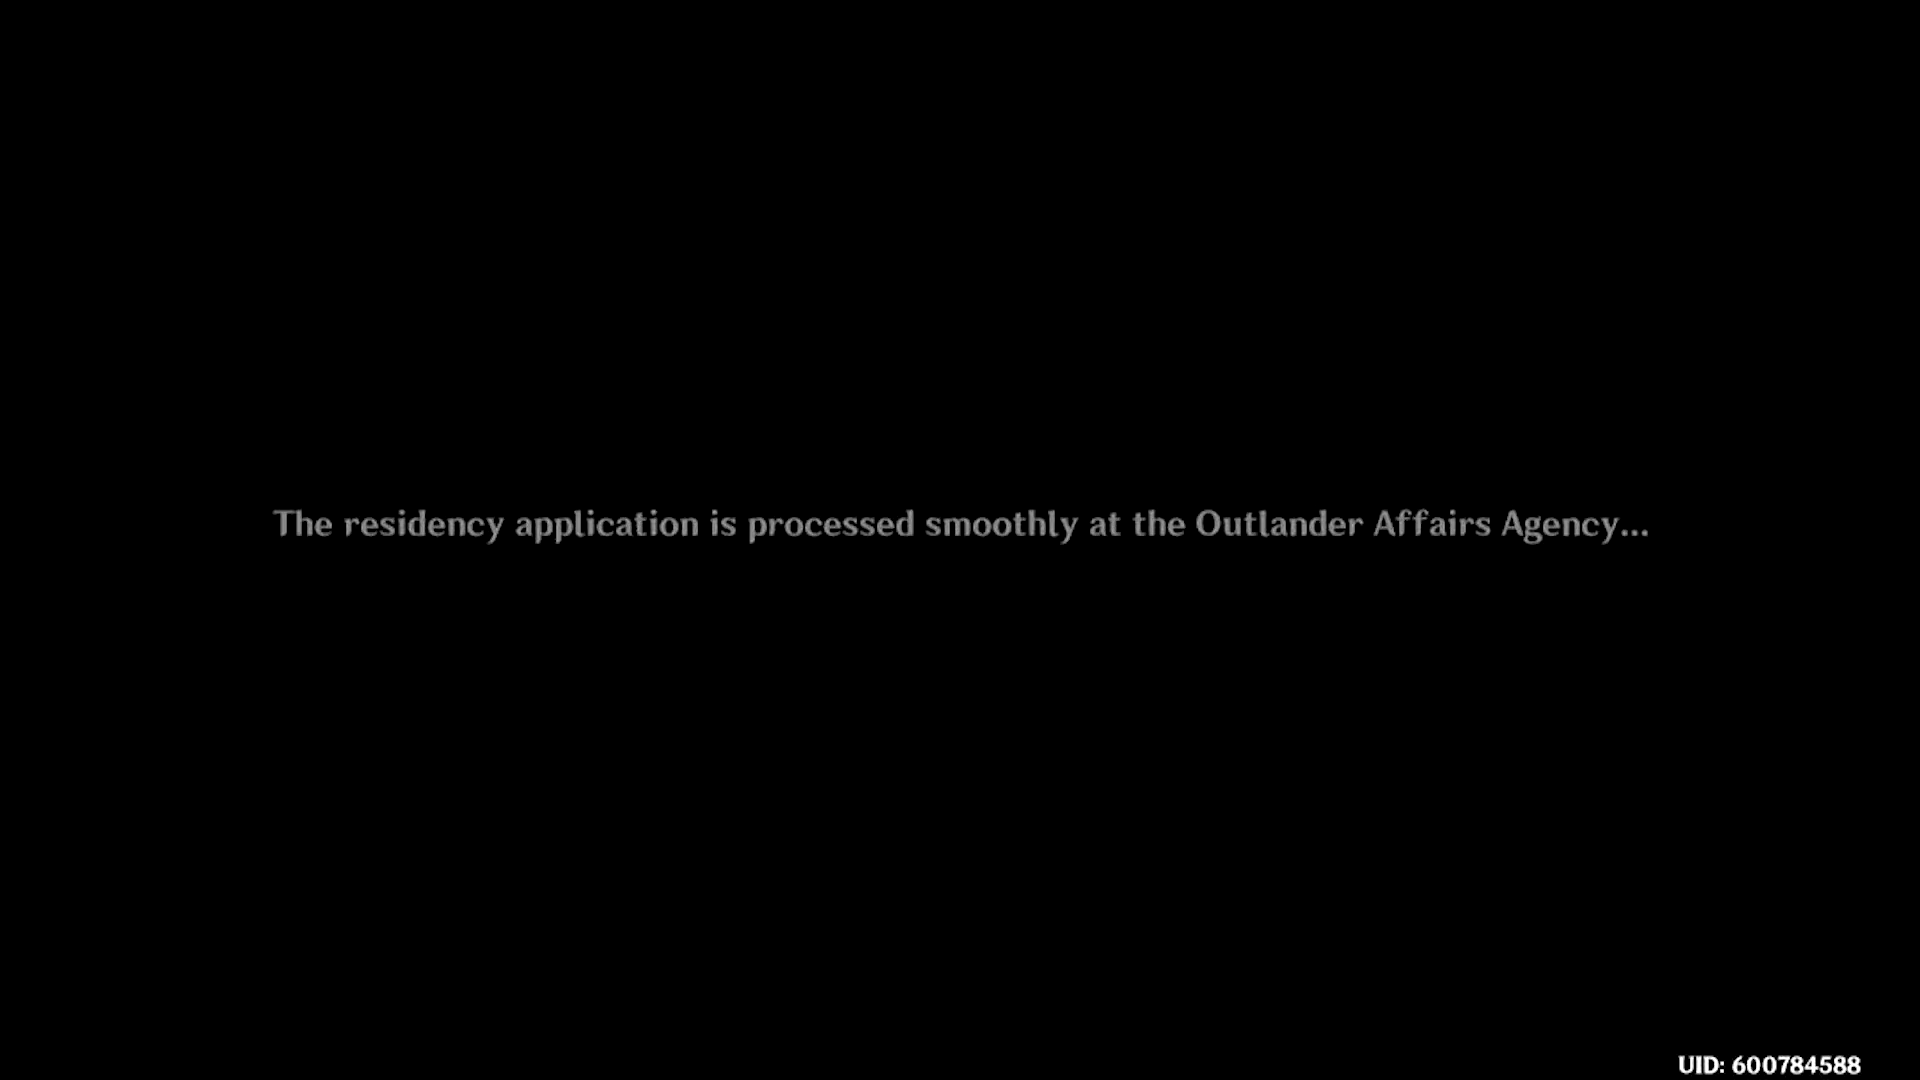 The residency application is processed smoothly at the Outlander Affairs Agency...
UID: 600784588